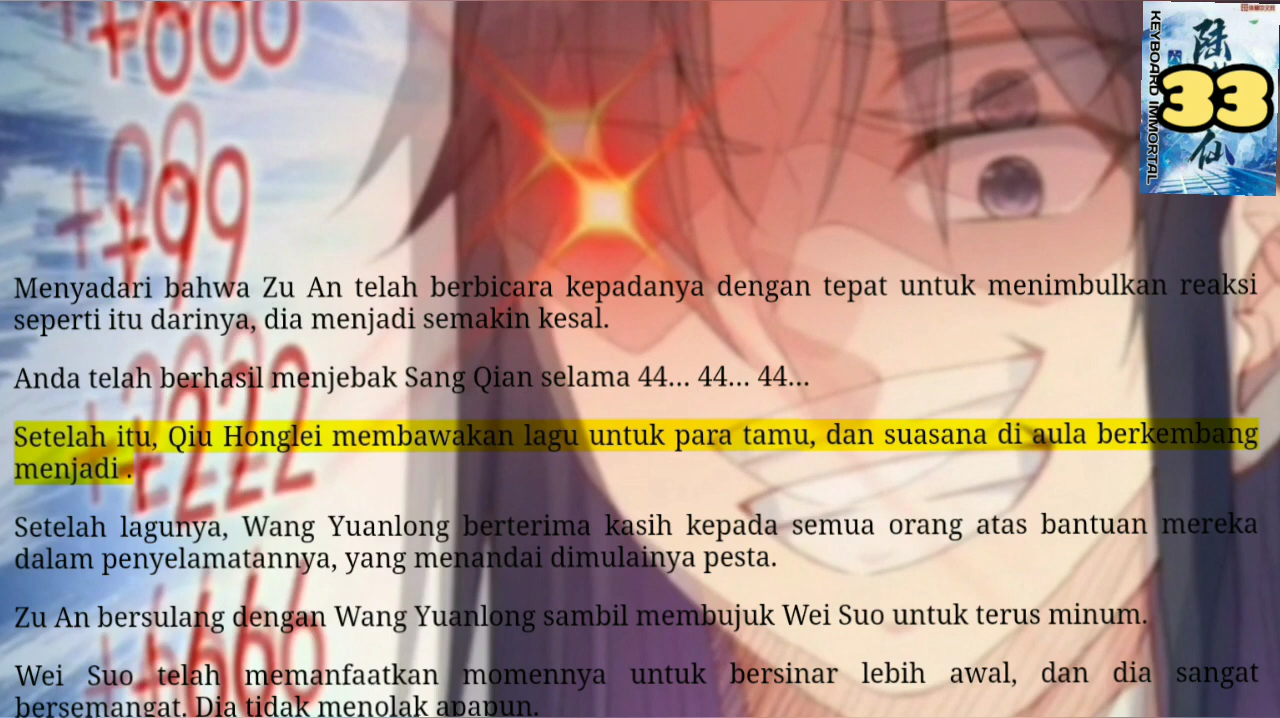 +600
+99
+99
+222
+222
+666
陆
仙
KEYBOARD IMMORTAL
33
Menyadari bahwa Zu An telah berbicara kepadanya dengan tepat untuk menimbulkan reaksi
seperti itu darinya, dia menjadi semakin kesal.
Anda telah berhasil menjebak Sang Qian selama 44... 44... 44...
Setelah itu, Qiu Honglei membawakan lagu untuk para tamu, dan suasana di aula berkembang
menjadi .
Setelah lagunya, Wang Yuanlong berterima kasih kepada semua orang atas bantuan mereka
dalam penyelamatannya, yang menandai dimulainya pesta.
Zu An bersulang dengan Wang Yuanlong sambil membujuk Wei Suo untuk terus minum.
Wei Suo telah memanfaatkan momennya untuk bersinar lebih awal, dan dia sangat
bersemangat. Dia tidak menolak apapun.